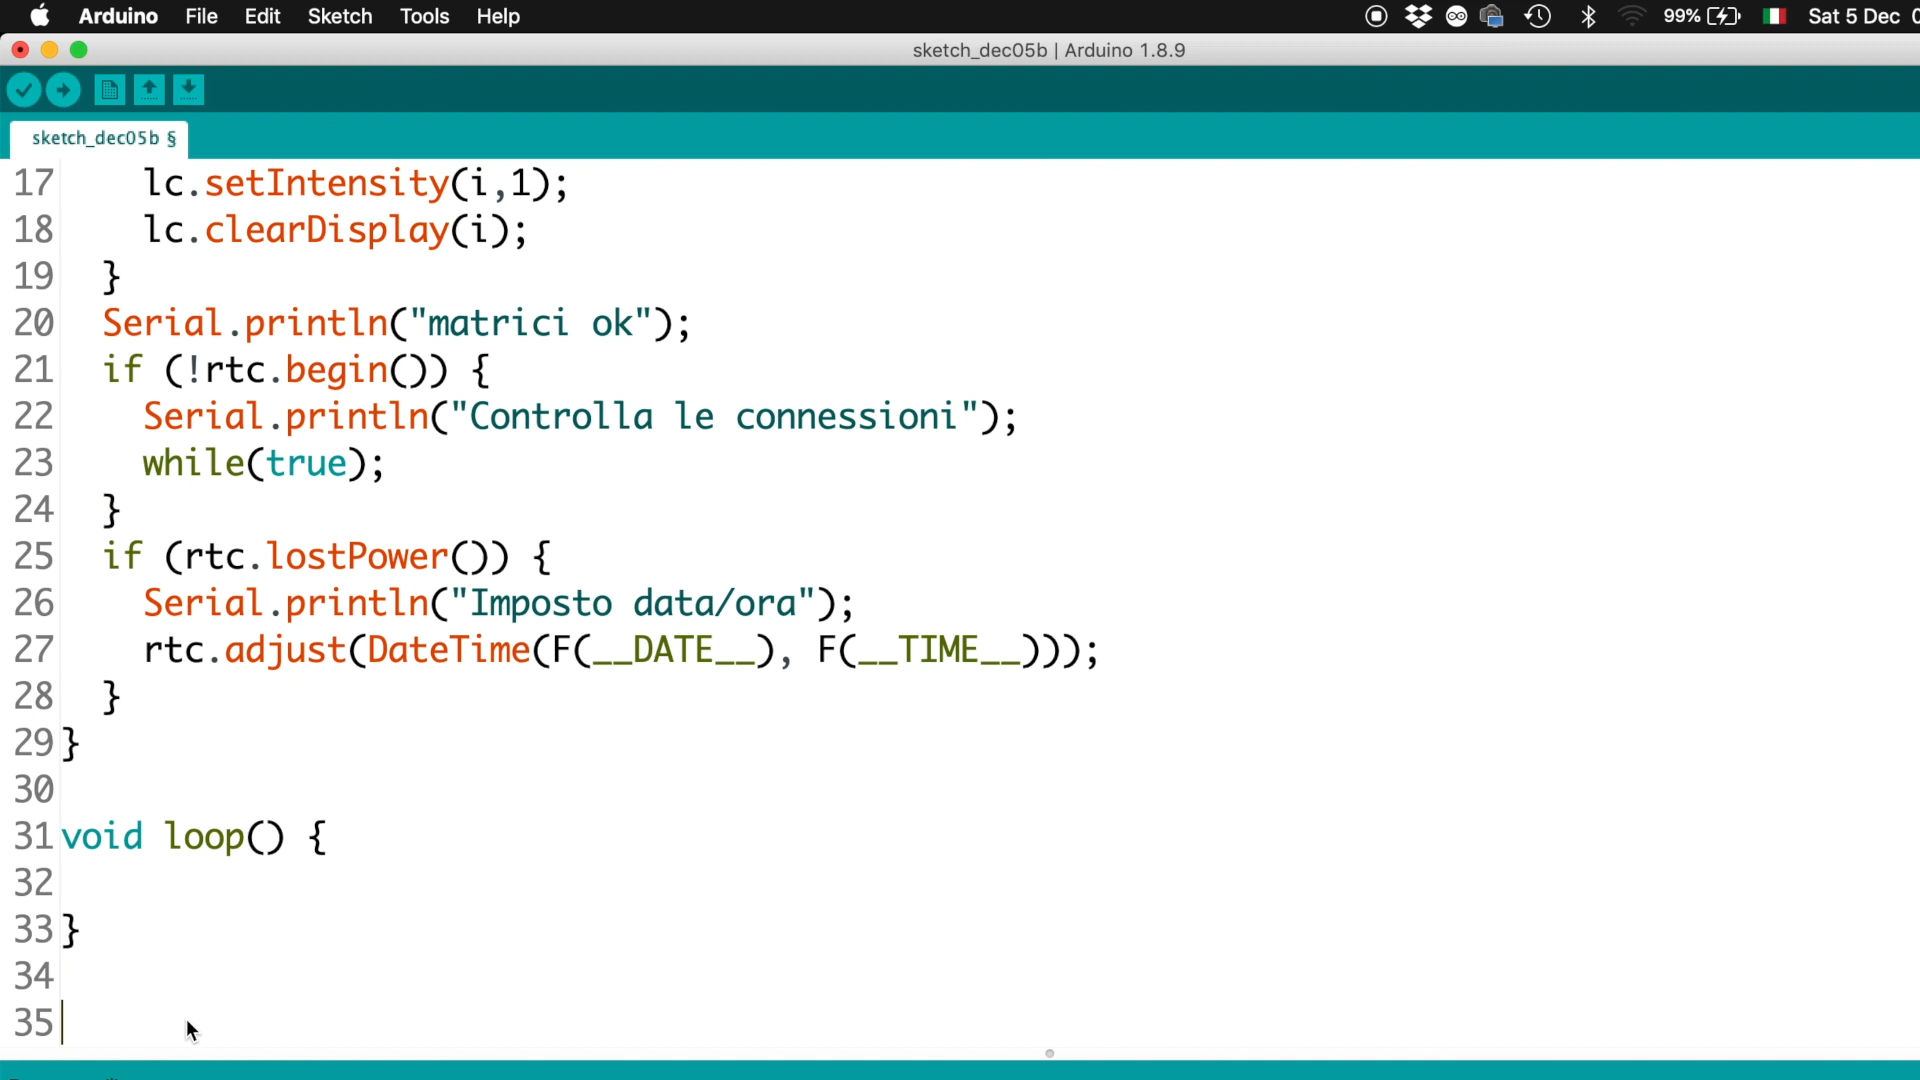 Arduino File Edit Sketch Tools Help 99% Sat 5 Dec
sketch_dec05b | Arduino 1.8.9
sketch_dec05b §
17 lc.setIntensity(i,1);
18 lc.clearDisplay(i);
19 }
20 Serial.println("matrici ok");
21 if (!rtc.begin()) {
22 Serial.println("Controlla le connessioni");
23 while(true);
24 }
25 if (rtc.lostPower()) {
26 Serial.println("Imposto data/ora");
27 rtc.adjust(DateTime(F(__DATE__), F(__TIME__)));
28 }
29 }
30
31 void loop() {
32
33 }
34
35